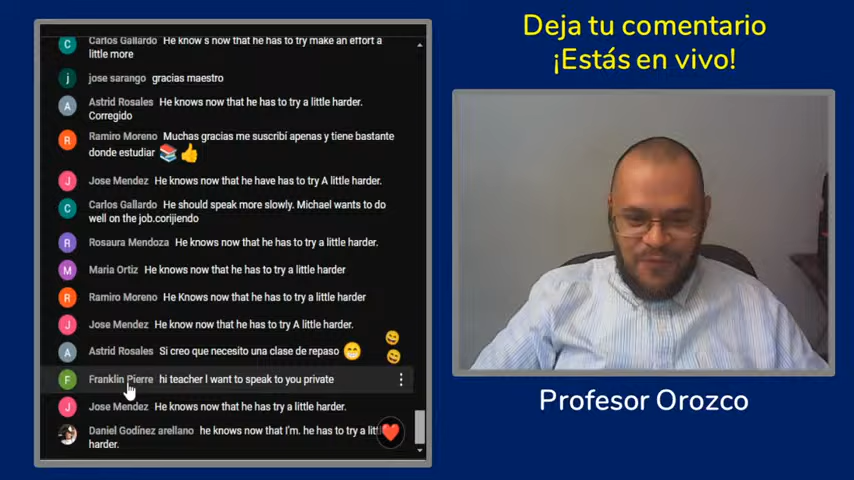 Carlos Gallardo He know s now that he has to try make an effort a
little more
j jose sarango gracias maestro
A Astrid Rosales He knows now that he has to try a little harder.
Corregido
R Ramiro Moreno Muchas gracias me suscribí apenas y tiene bastante
donde estudiar
J Jose Mendez He knows now that he have has to try A little harder.
C Carlos Gallardo He should speak more slowly. Michael wants to do
well on the job.corijiendo
R Rosaura Mendoza He knows now that he has to try a little harder.
M Maria Ortiz He knows now that he has to try a little harder
R Ramiro Moreno He Knows now that he has to try a little harder
J Jose Mendez He know now that he has to try A little harder.
A Astrid Rosales Si creo que necesito una clase de repaso
F Franklin Pierre hi teacher I want to speak to you private
J Jose Mendez He knows now that he has try a little harder.
Daniel Godínez arellano he knows now that I'm. he has to try a
harder.
Deja tu comentario
¡Estás en vivo!
Profesor Orozco